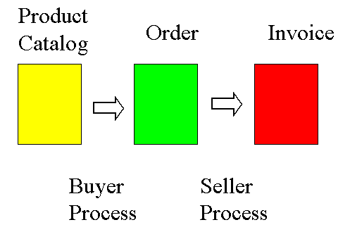 Product
Catalog
Order
Invoice
Buyer
Process
Seller
Process